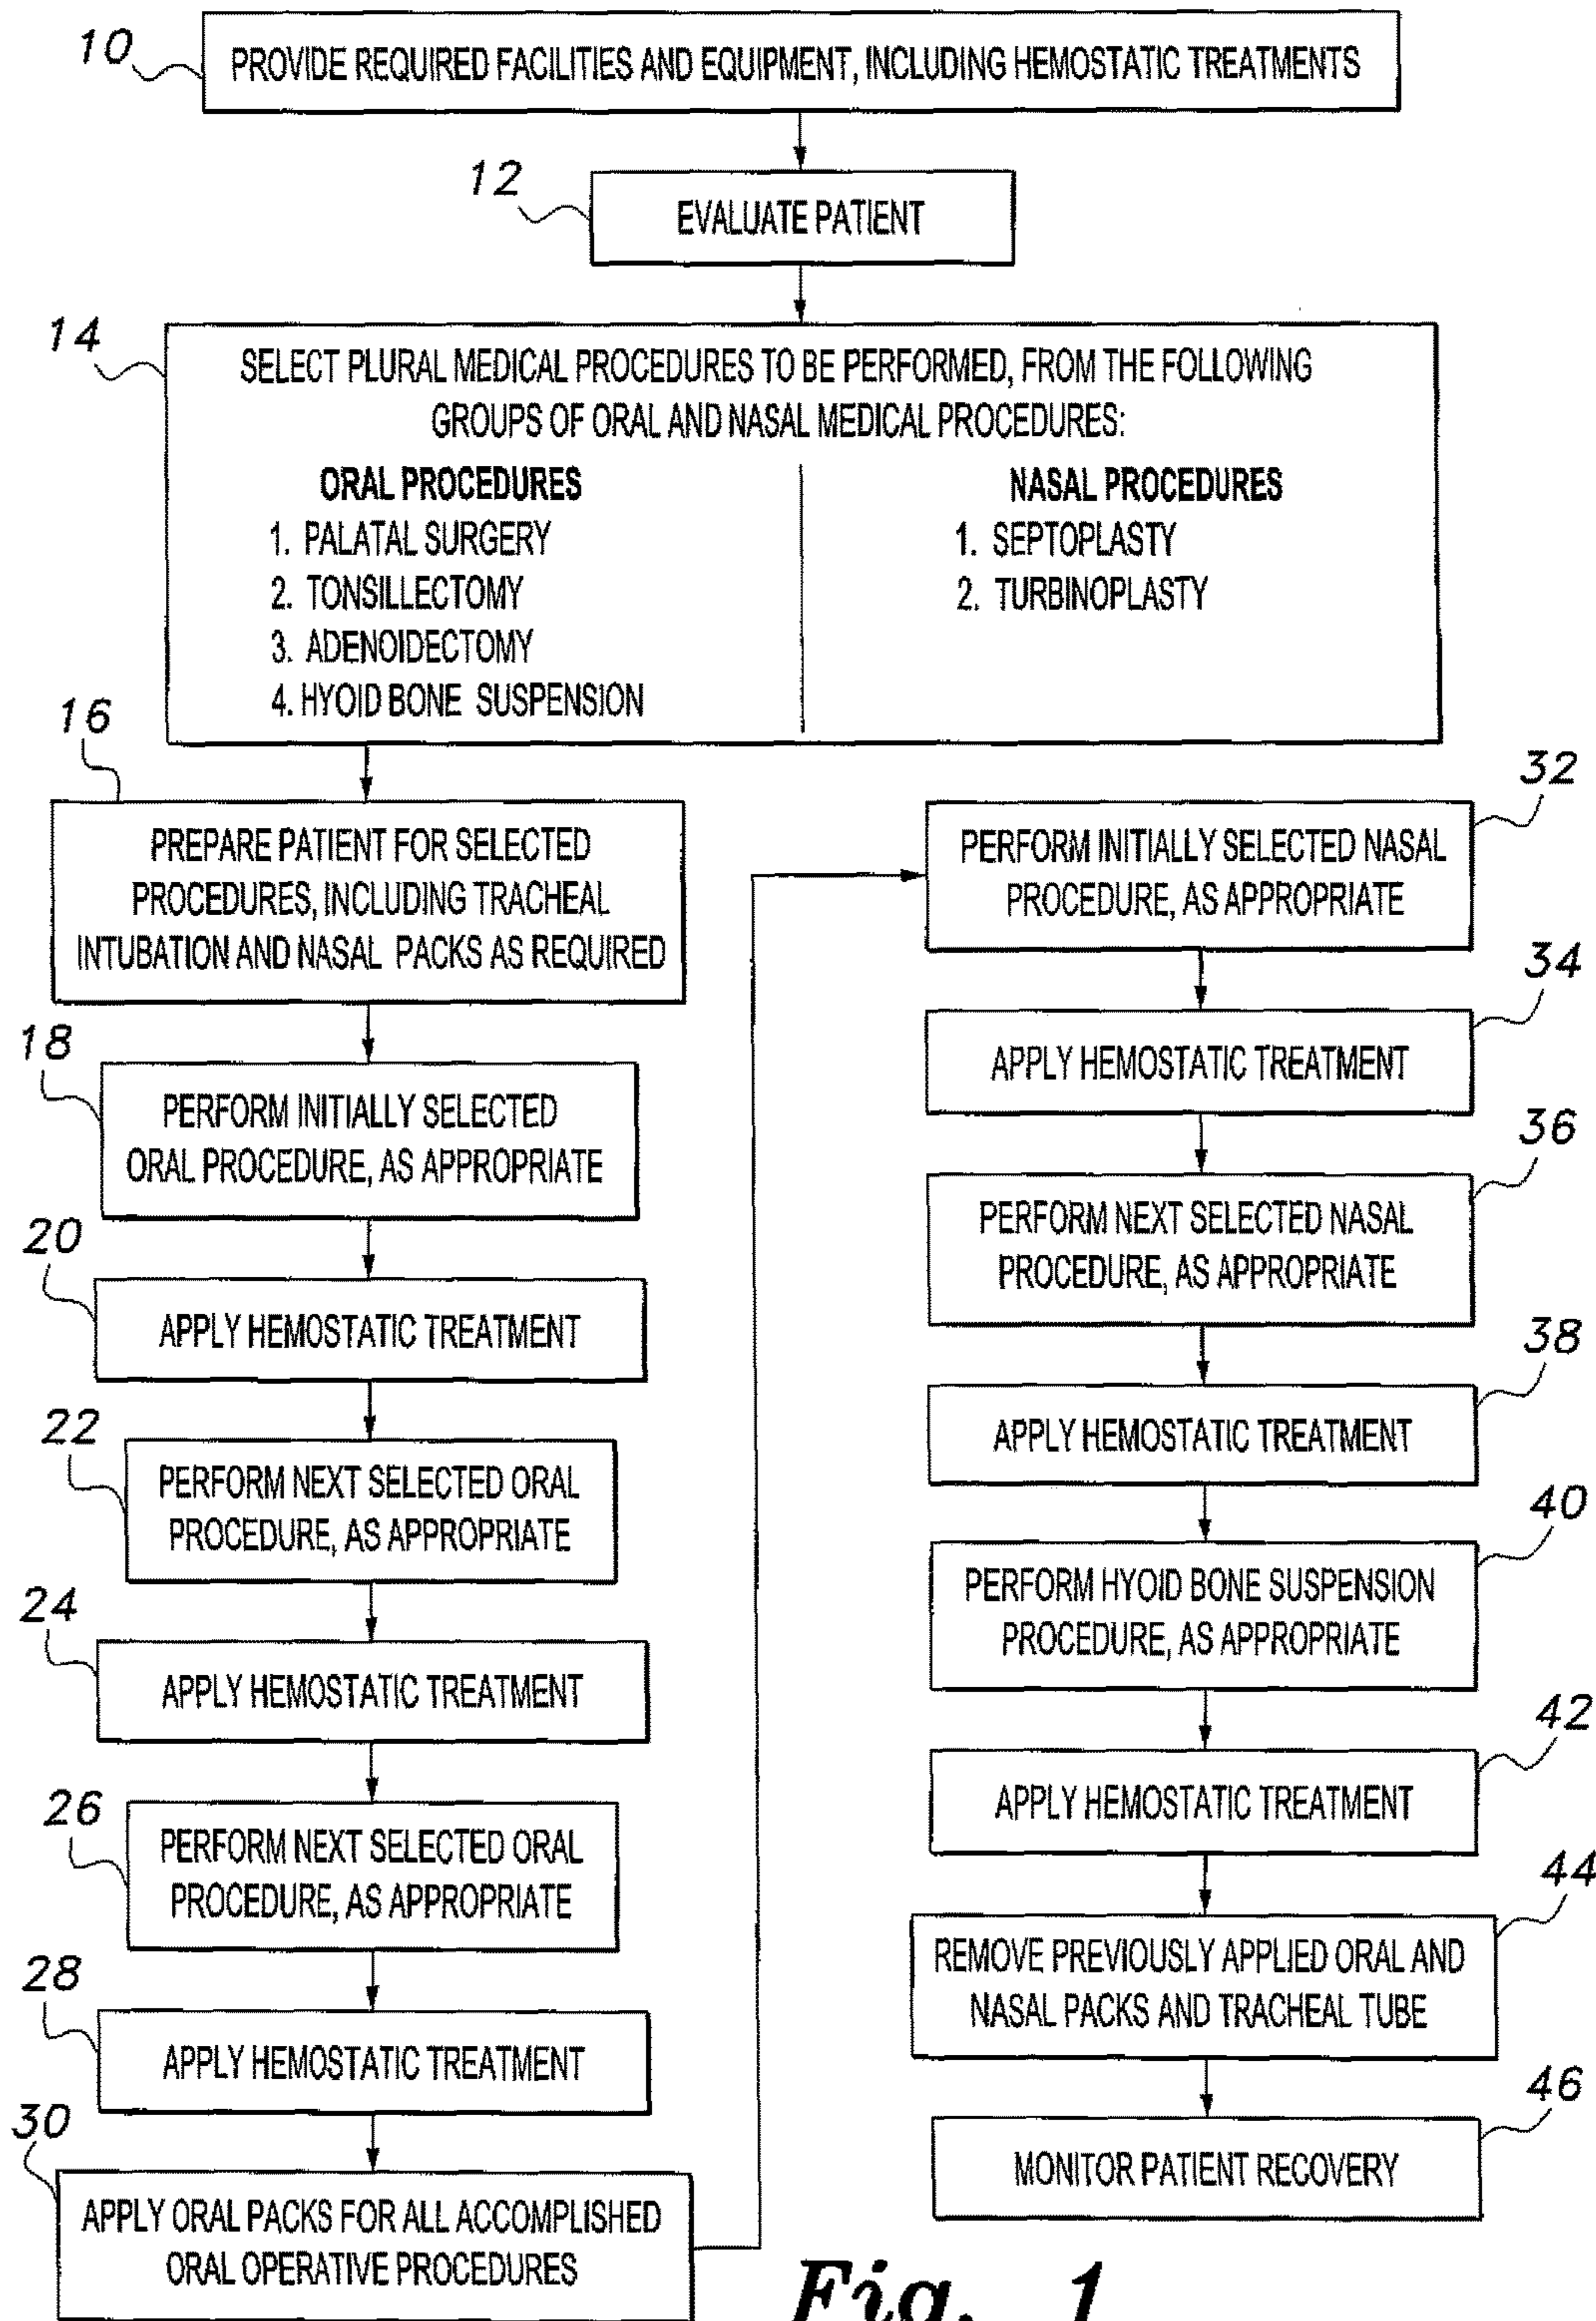 10
PROVIDE REQUIRED FACILITIES AND EQUIPMENT, INCLUDING HEMOSTATIC TREATMENTS
12
EVALUATE PATIENT
14
SELECT PLURAL MEDICAL PROCEDURES TO BE PERFORMED, FROM THE FOLLOWING
GROUPS OF ORAL AND NASAL MEDICAL PROCEDURES:
ORAL PROCEDURES
1. PALATAL SURGERY
2. TONSILLECTOMY
3. ADENOIDECTOMY
4. HYOID BONE SUSPENSION
NASAL PROCEDURES
1. SEPTOPLASTY
2. TURBINOPLASTY
16
PREPARE PATIENT FOR SELECTED
PROCEDURES, INCLUDING TRACHEAL
INTUBATION AND NASAL PACKS AS REQUIRED
18
PERFORM INITIALLY SELECTED
ORAL PROCEDURE, AS APPROPRIATE
20
APPLY HEMOSTATIC TREATMENT
22
PERFORM NEXT SELECTED ORAL
PROCEDURE, AS APPROPRIATE
24
APPLY HEMOSTATIC TREATMENT
26
PERFORM NEXT SELECTED ORAL
PROCEDURE, AS APPROPRIATE
28
APPLY HEMOSTATIC TREATMENT
30
APPLY ORAL PACKS FOR ALL ACCOMPLISHED
ORAL OPERATIVE PROCEDURES
32
PERFORM INITIALLY SELECTED NASAL
PROCEDURE, AS APPROPRIATE
34
APPLY HEMOSTATIC TREATMENT
36
PERFORM NEXT SELECTED NASAL
PROCEDURE, AS APPROPRIATE
38
APPLY HEMOSTATIC TREATMENT
40
PERFORM HYOID BONE SUSPENSION
PROCEDURE, AS APPROPRIATE
42
APPLY HEMOSTATIC TREATMENT
44
REMOVE PREVIOUSLY APPLIED ORAL AND
NASAL PACKS AND TRACHEAL TUBE
46
MONITOR PATIENT RECOVERY
Fig. 1